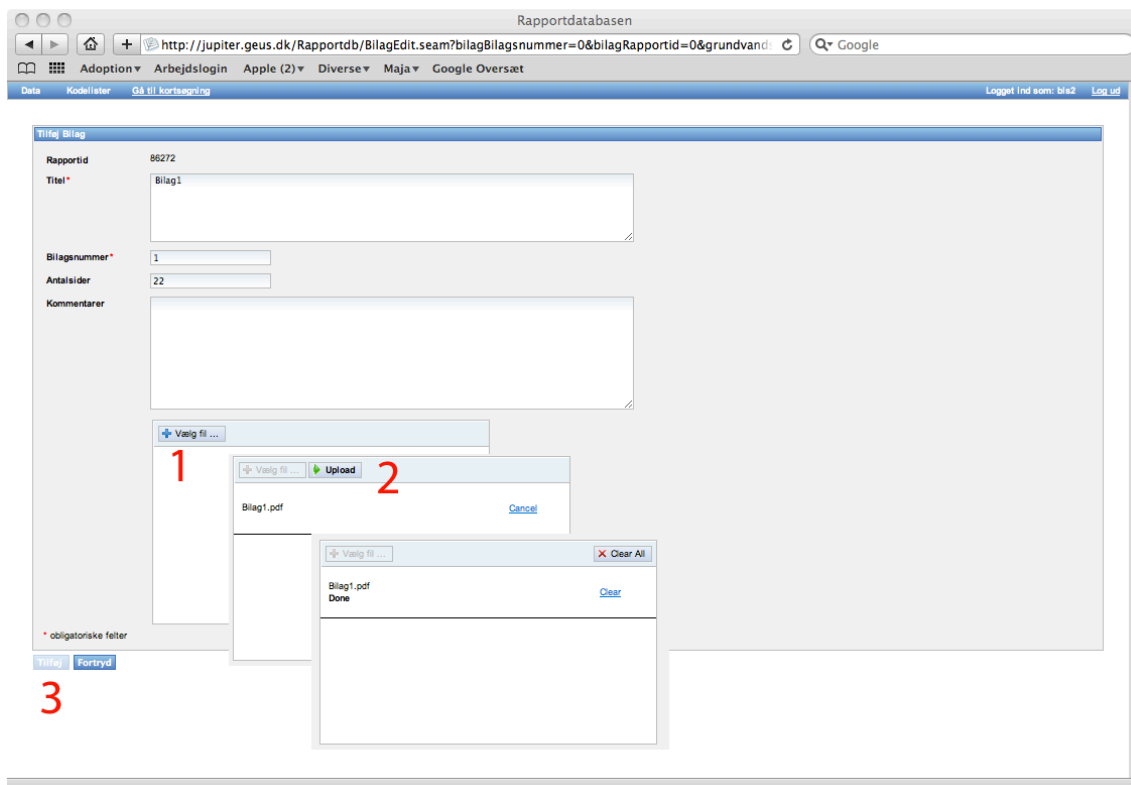 Rapportdatabasen
http://jupiter.geus.dk/Rapportdb/BilagEdit.seam?bilagBilagsnummer=0&bilagRapportid=0&grundvand
Google
Adoption▾ Arbejdslogin Apple (2)▾ Diverse▾ Maja▾ Google Oversæt
Data Kodelister Gå til kortsøgning Logget ind som: bls2 Log ud
Tilføj Bilag
Rapportid 86272
Titel* Bilag1
Bilagsnummer* 1
Antalsider 22
Kommentarer
Vælg fil ...
1
Vælg fil ... Upload
2
Bilag1.pdf Cancel
Vælg fil ... Clear All
Bilag1.pdf Clear
Done
* obligatoriske felter
Tilføj Fortryd
3